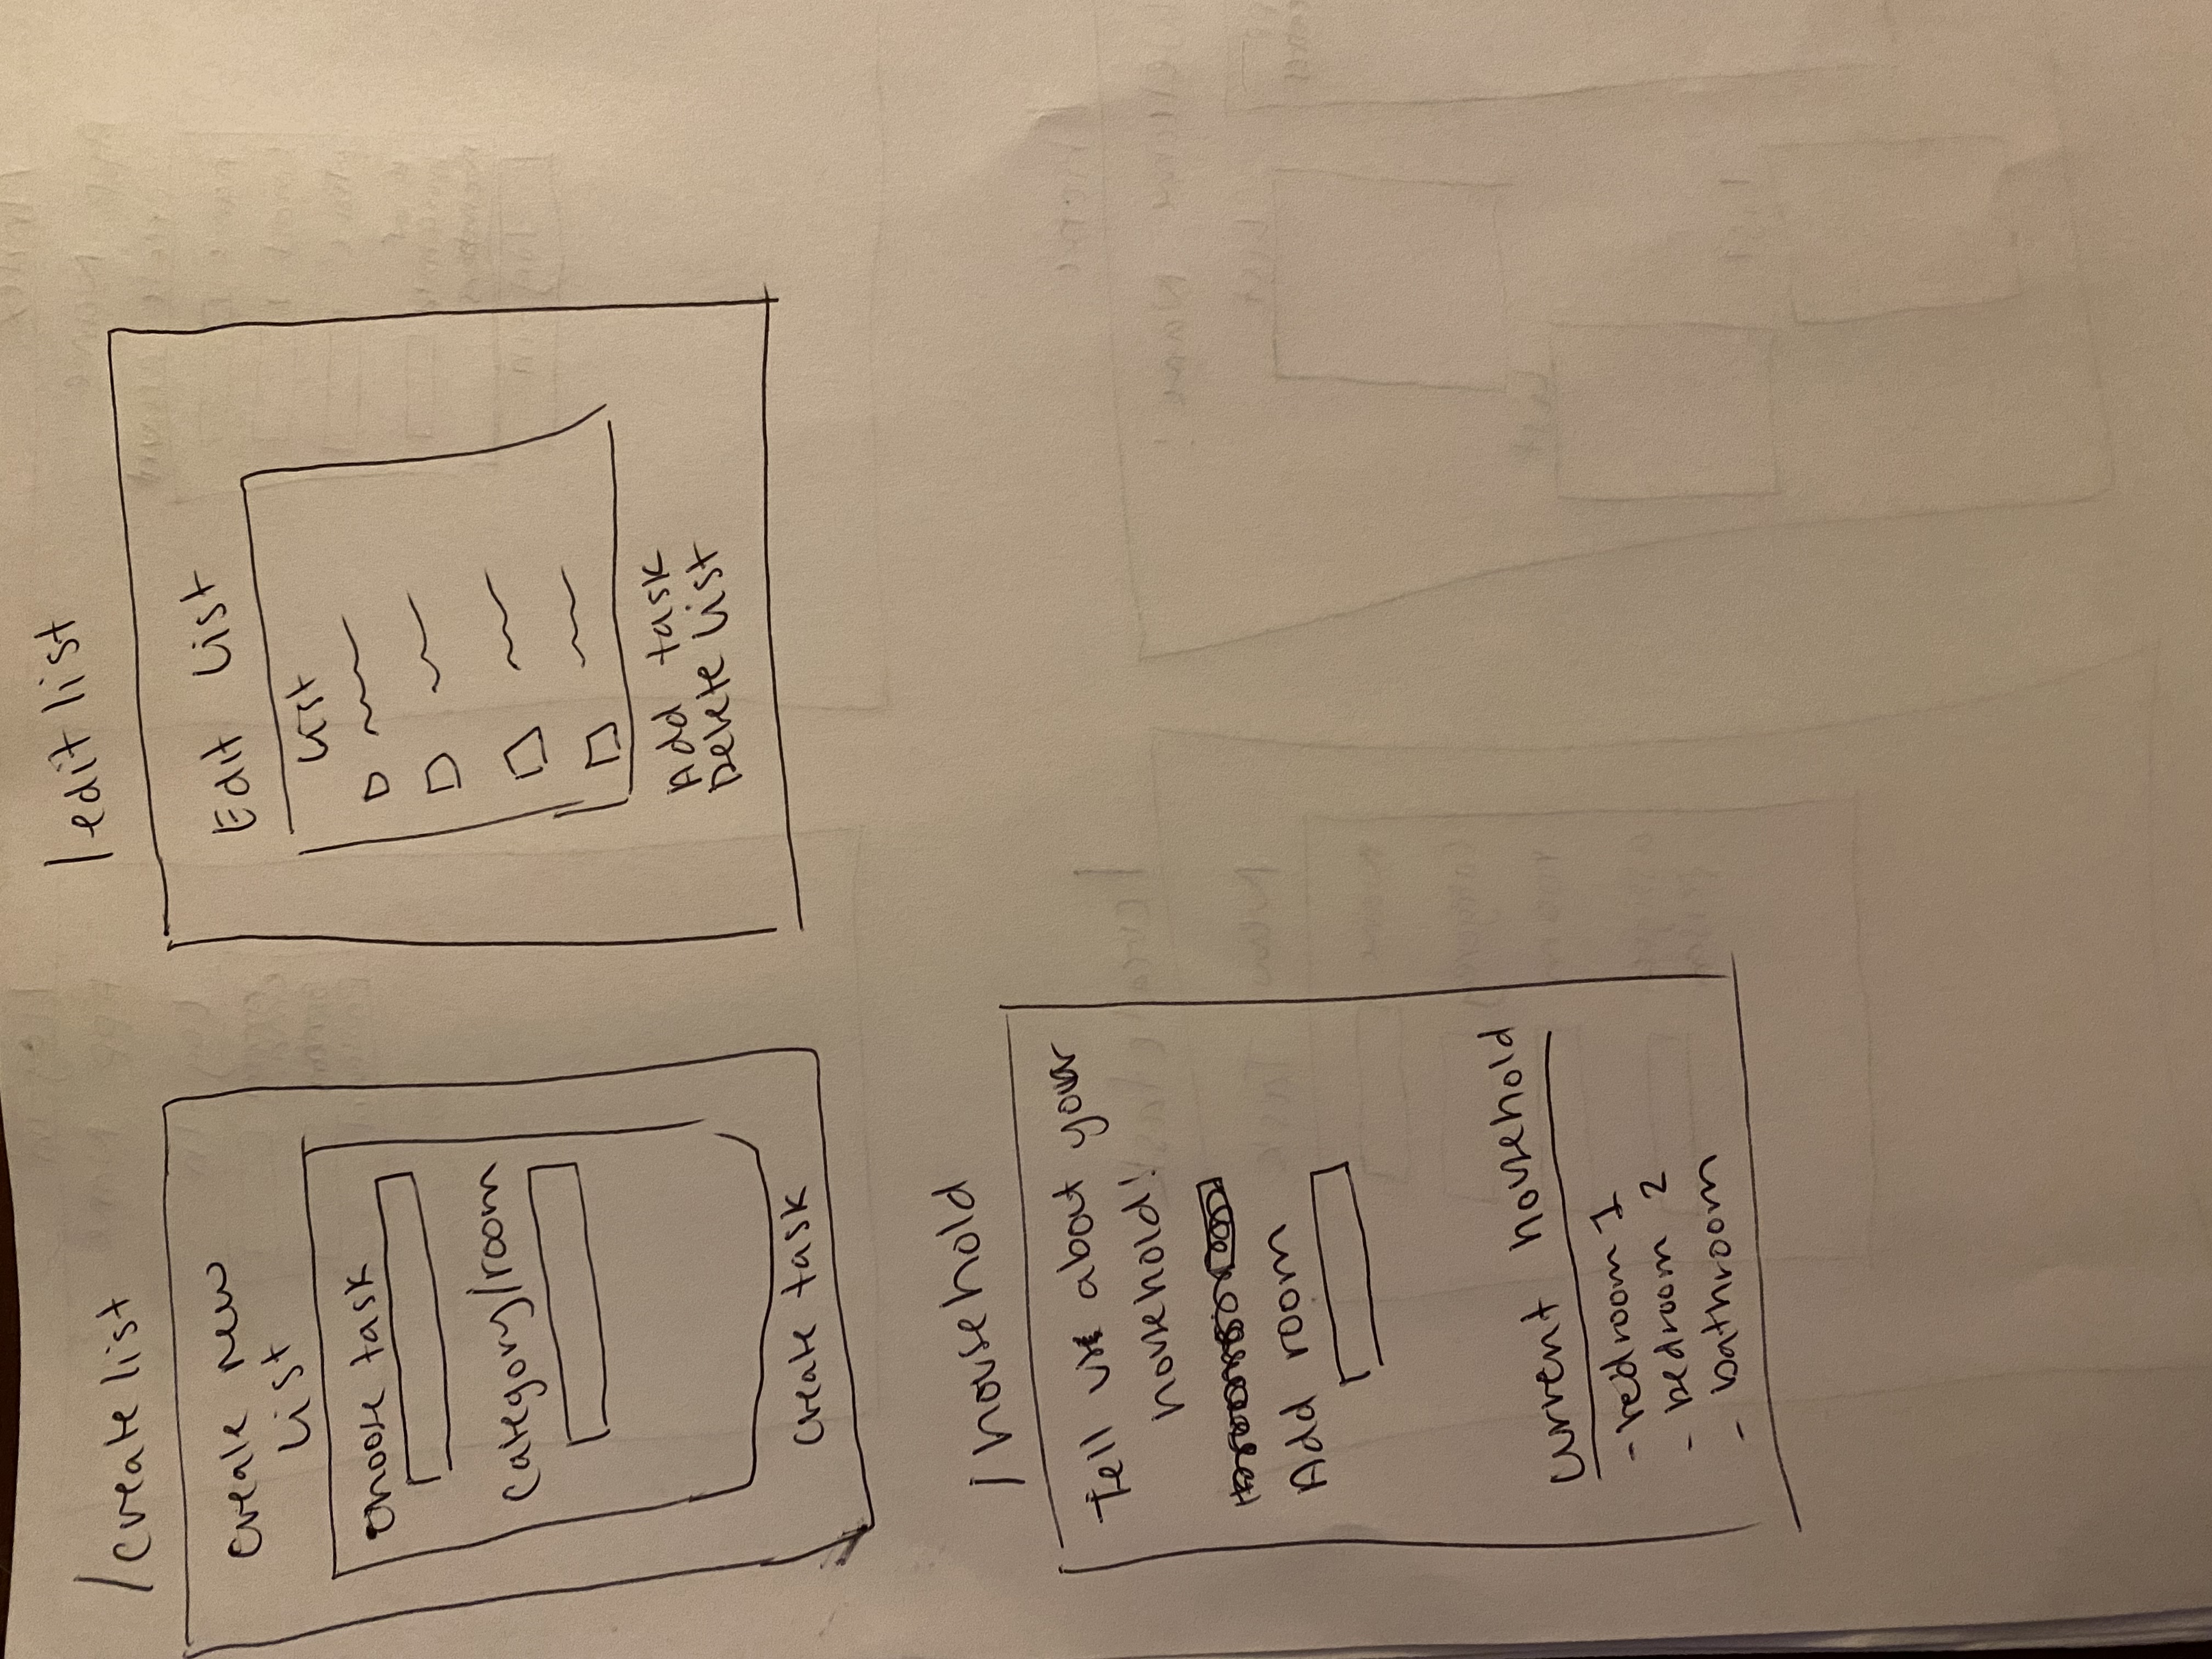 /create list
Create new
list
Choose task
Category/room
Create task
/edit list
Edit list
List
Add task
Delete list
/household
Tell us about your
household!
Add room
Current household
- bedroom 1
- bedroom 2
- bathroom